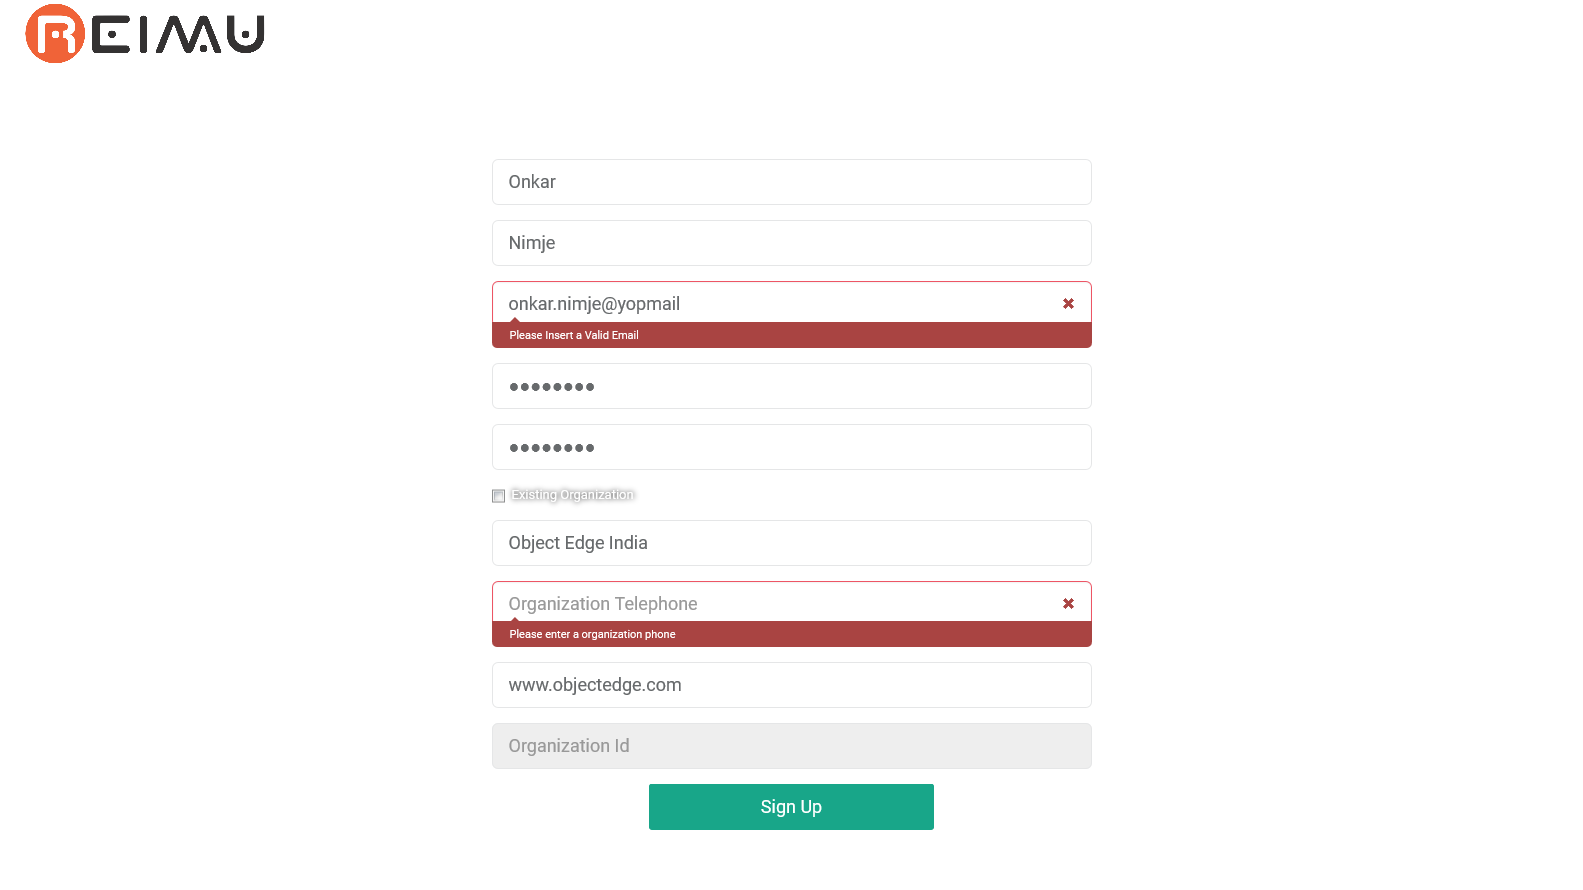 REIMU
Onkar
Nimje
onkar.nimje@yopmail
Please Insert a Valid Email
Existing Organization
Object Edge India
Organization Telephone
Please enter a organization phone
www.objectedge.com
Organization Id
Sign Up